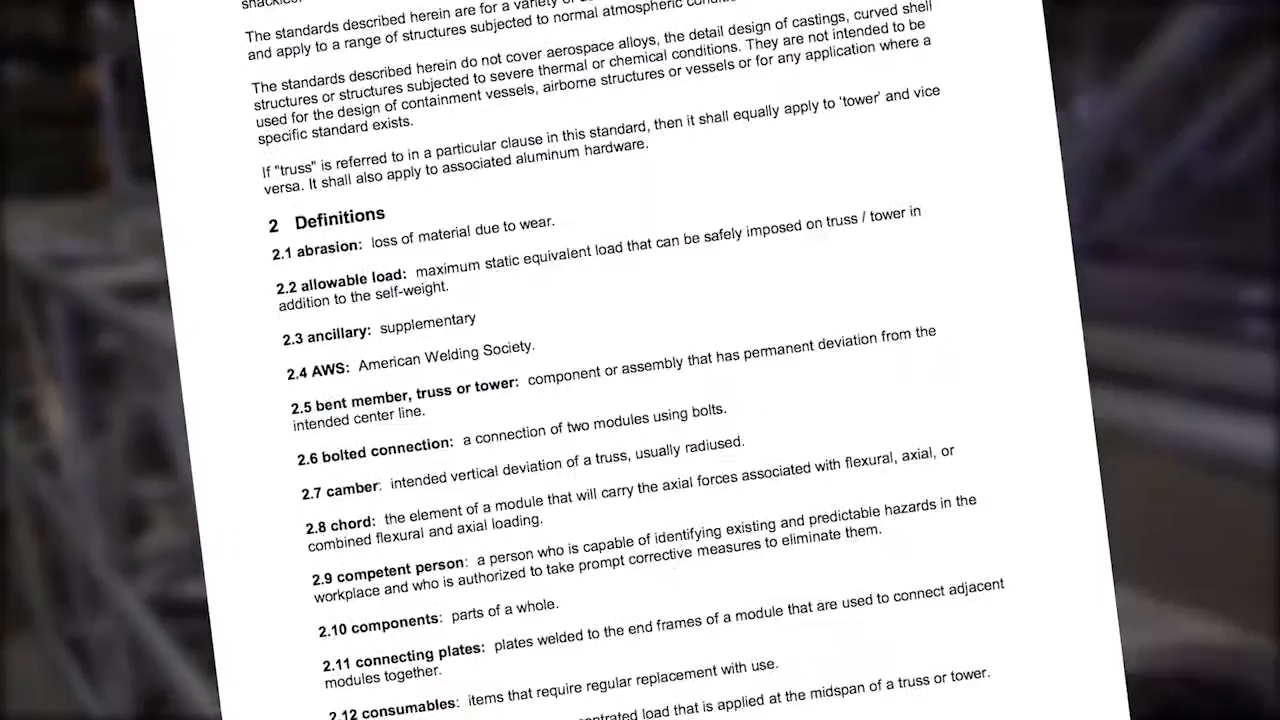 shackles.
The standards described herein are for a variety of
and apply to a range of structures subjected to normal atmospheric
The standards described herein do not cover aerospace alloys, the detail design of castings, curved shell
structures or structures subjected to severe thermal or chemical conditions. They are not intended to be
used for the design of containment vessels, airborne structures or vessels or for any application where a
specific standard exists.
If "truss" is referred to in a particular clause in this standard, then it shall equally apply to 'tower' and vice
versa. It shall also apply to associated aluminum hardware.
2 Definitions
2.1 abrasion: loss of material due to wear.
2.2 allowable load: maximum static equivalent load that can be safely imposed on truss / tower in
addition to the self-weight.
2.3 ancillary: supplementary
2.4 AWS: American Welding Society.
2.5 bent member, truss or tower: component or assembly that has permanent deviation from the
intended center line.
2.6 bolted connection: a connection of two modules using bolts.
2.7 camber: intended vertical deviation of a truss, usually radiused.
2.8 chord: the element of a module that will carry the axial forces associated with flexural, axial, or
combined flexural and axial loading.
2.9 competent person: a person who is capable of identifying existing and predictable hazards in the
workplace and who is authorized to take prompt corrective measures to eliminate them.
2.10 components: parts of a whole.
2.11 connecting plates: plates welded to the end frames of a module that are used to connect adjacent
modules together.
2.12 consumables: items that require regular replacement with use.
load that is applied at the midspan of a truss or tower.